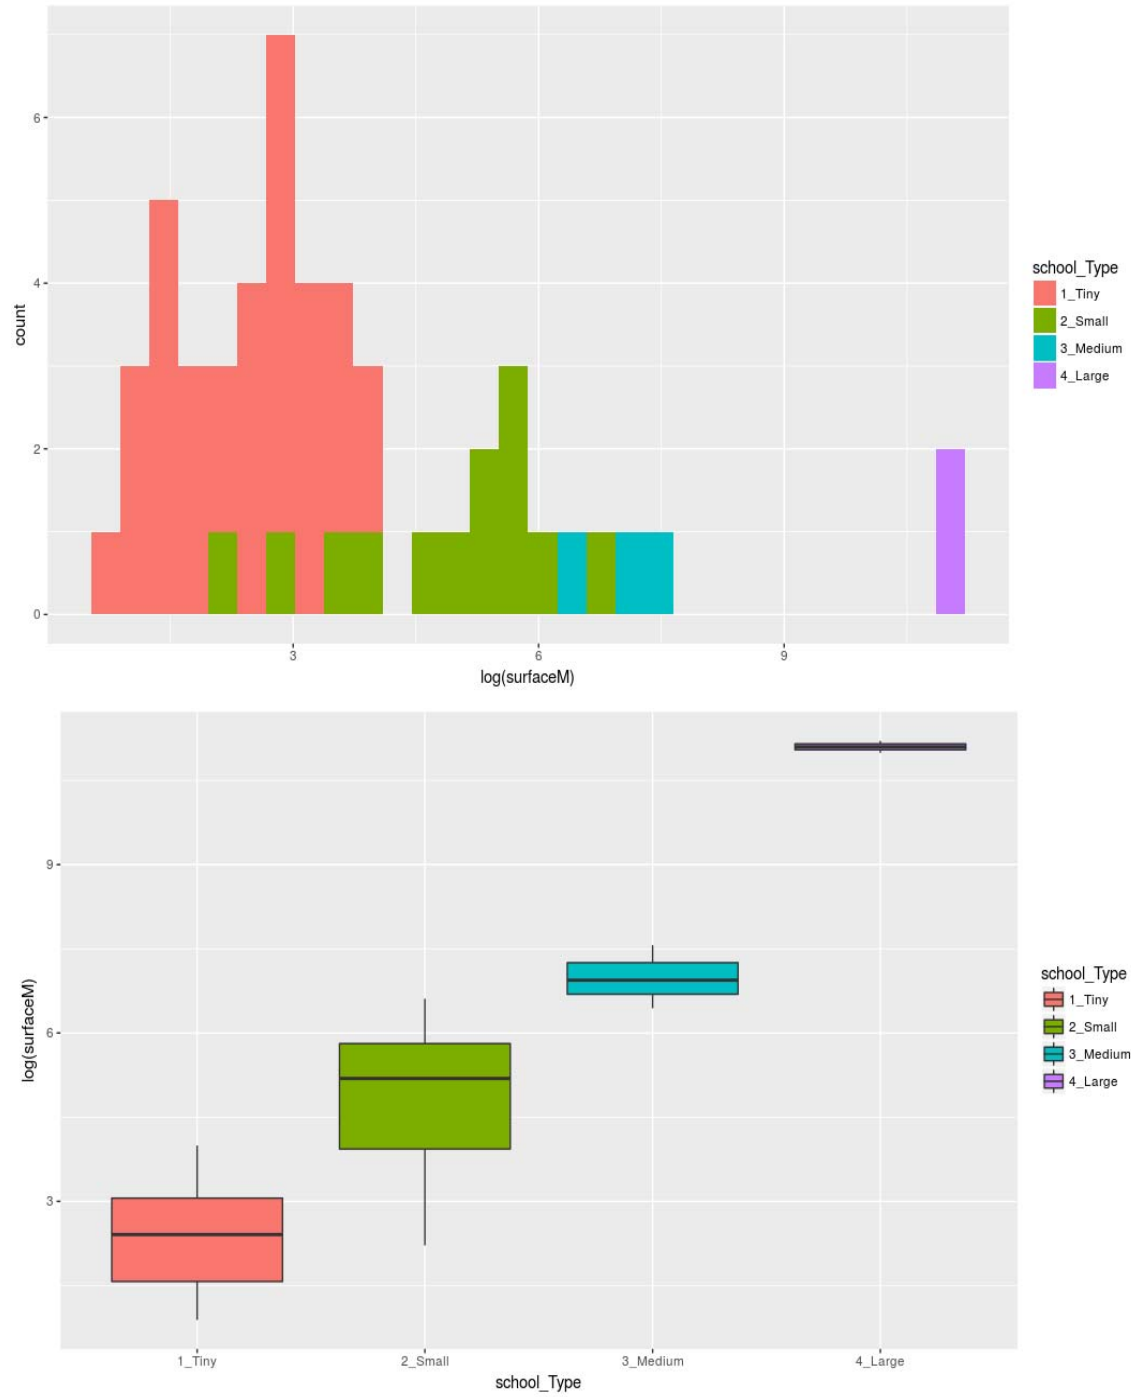 6
4
2
0
count
3
6
9
log(surfaceM)
school_Type
1_Tiny
2_Small
3_Medium
4_Large
9
6
3
log(surfaceM)
1_Tiny
2_Small
3_Medium
4_Large
school_Type
school_Type
1_Tiny
2_Small
3_Medium
4_Large